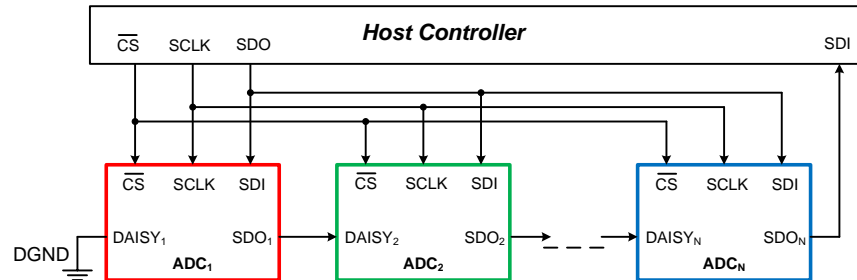 Host Controller
CS SCLK SDO SDI
CS SCLK SDI CS SCLK SDI CS SCLK SDI
DAISY₁ SDO₁ DAISY₂ SDO₂ DAISYN SDON
DGND
ADC₁ ADC₂ ADCN